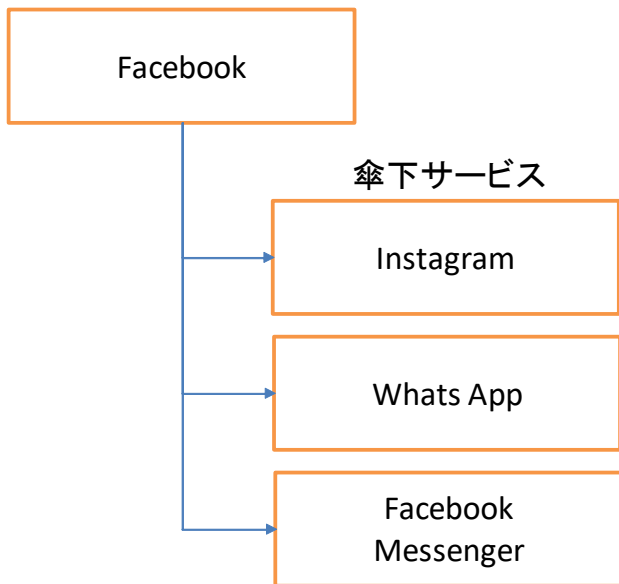 Facebook
傘下サービス
Instagram
Whats App
Facebook
Messenger